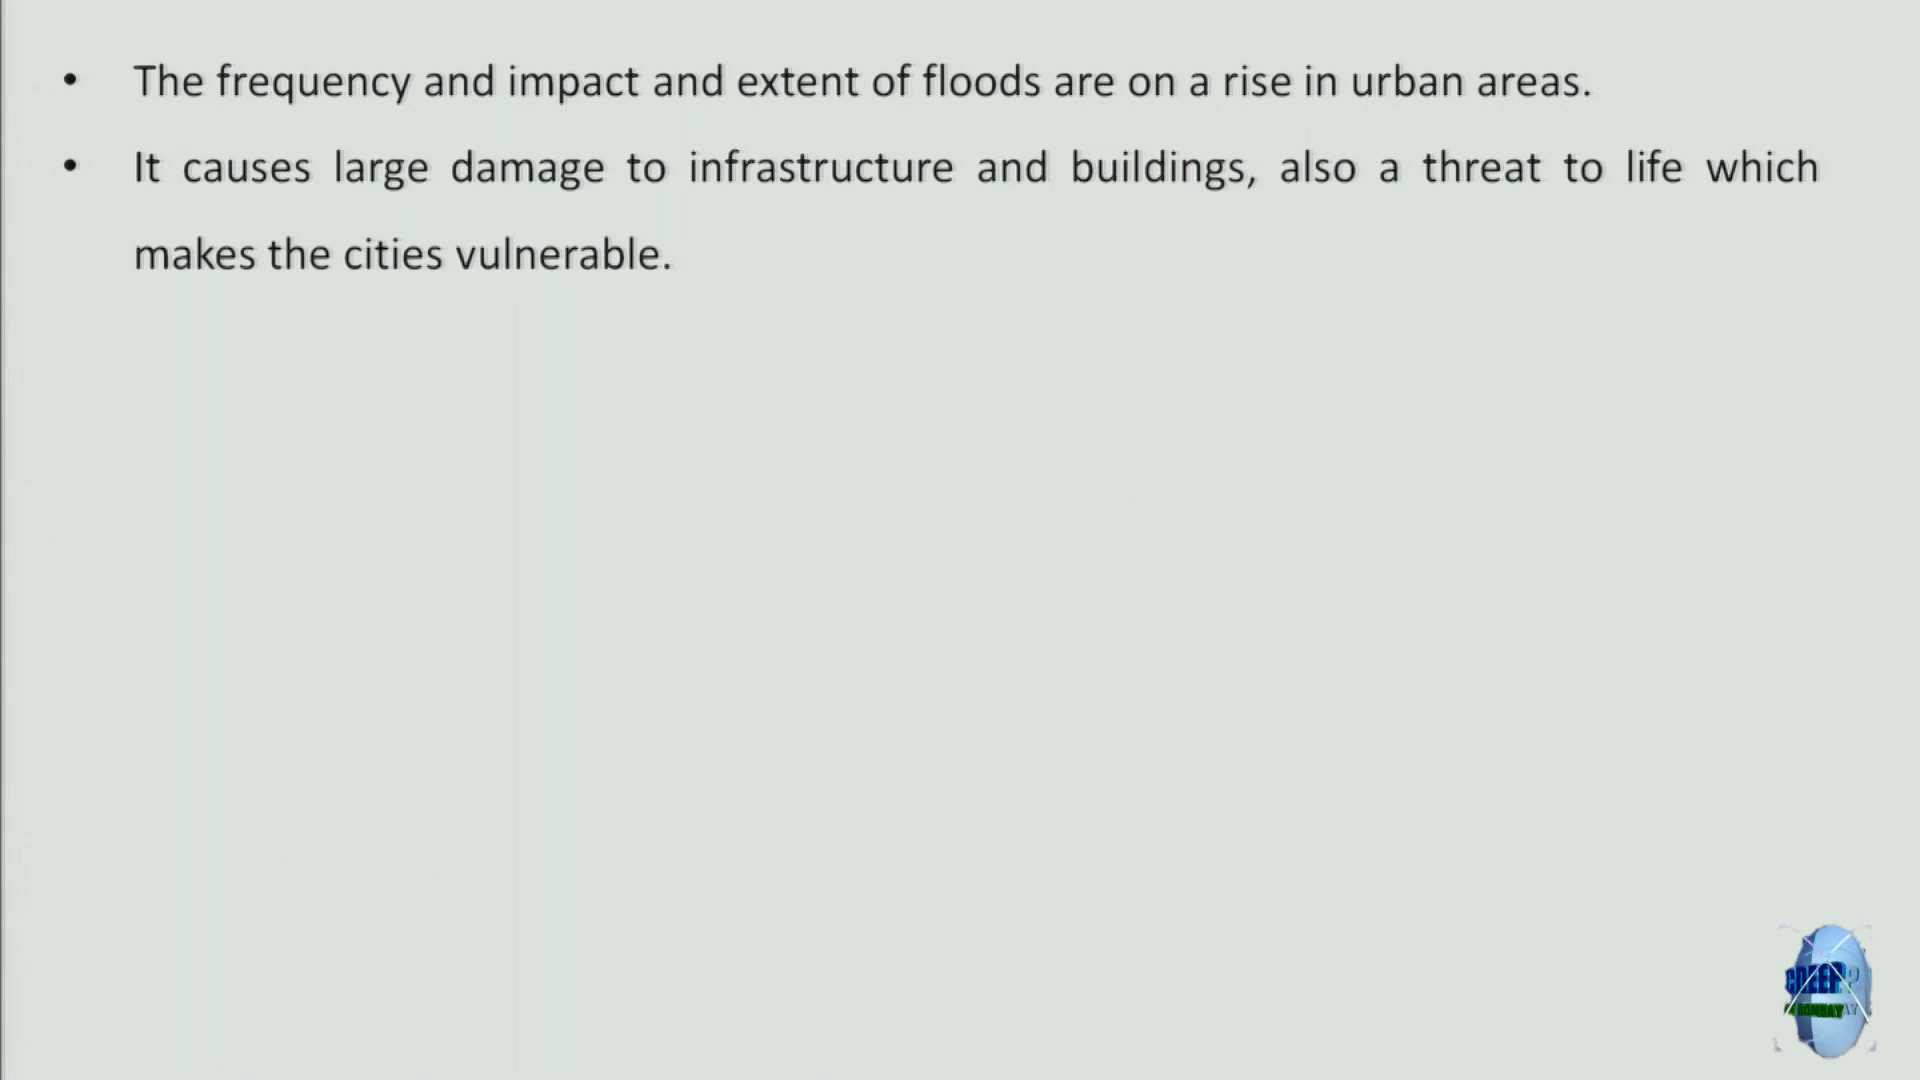 • The frequency and impact and extent of floods are on a rise in urban areas.
• It causes large damage to infrastructure and buildings, also a threat to life which
makes the cities vulnerable.